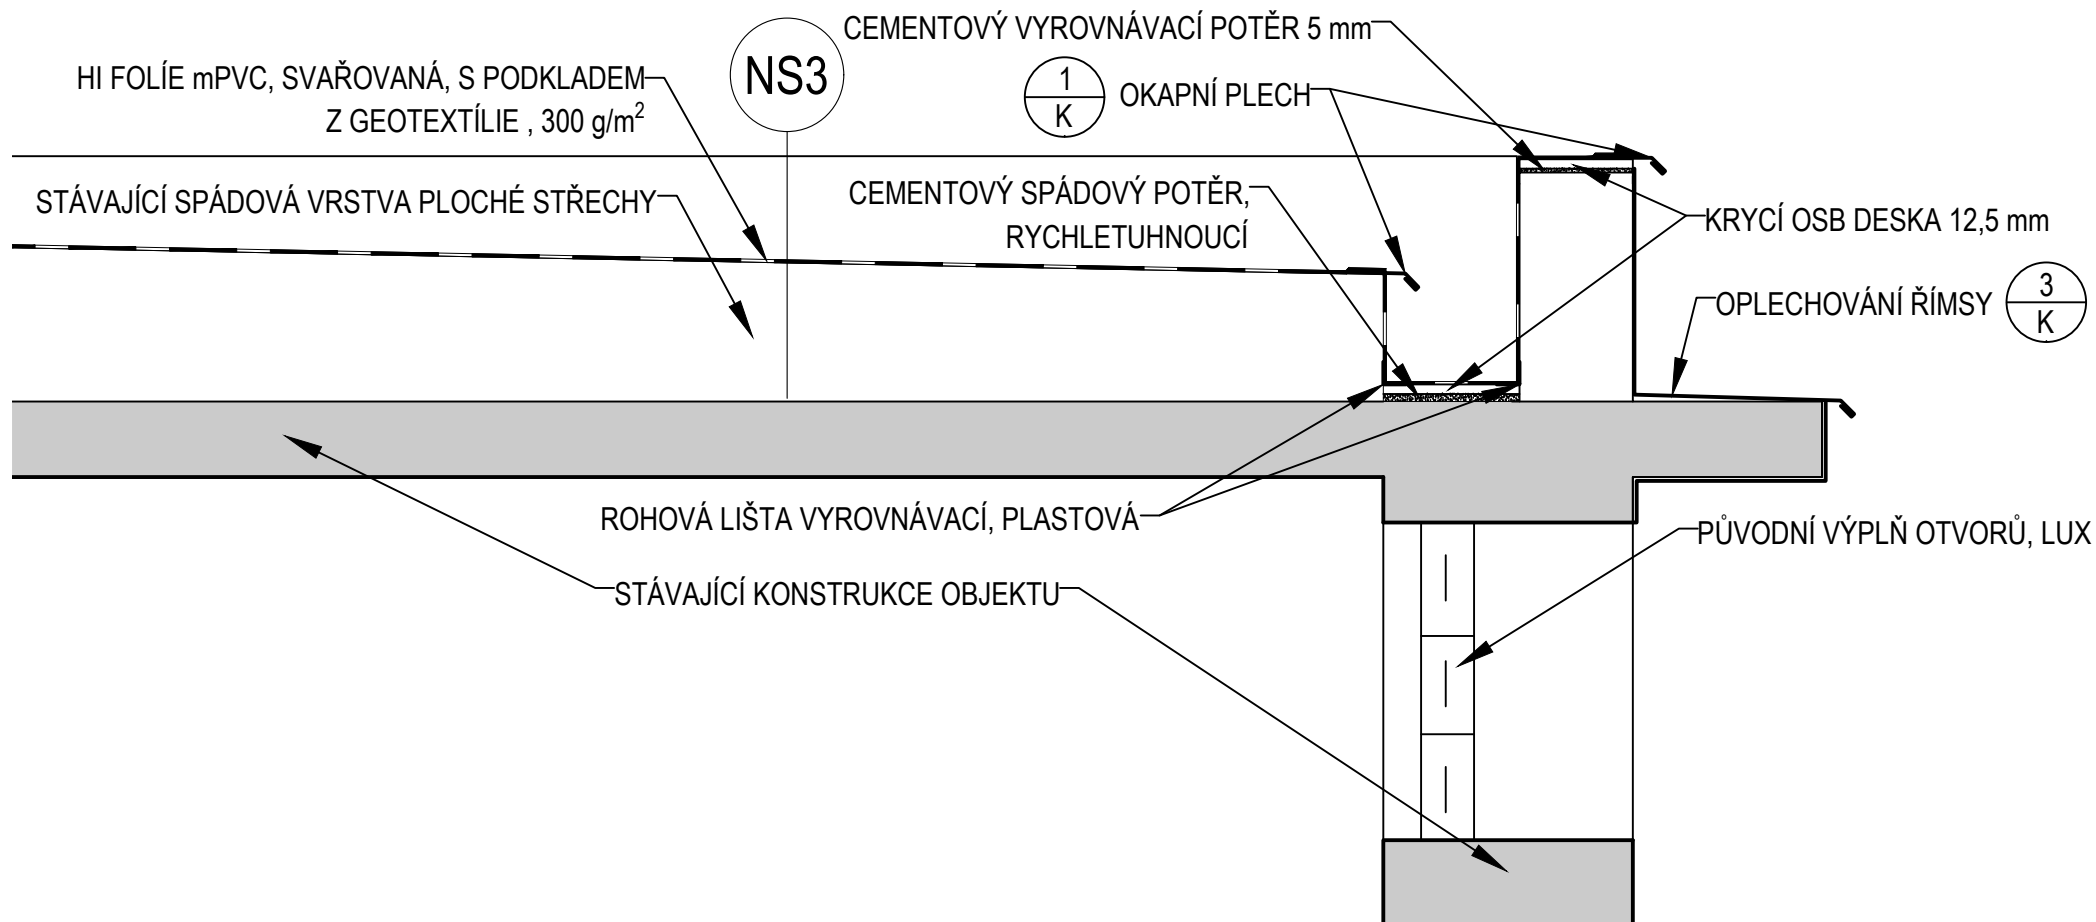 CEMENTOVÝ VYROVNÁVACÍ POTĚR 5 mm
NS3
HI FOLÍE mPVC, SVAŘOVANÁ, S PODKLADEM
Z GEOTEXTÍLIE , 300 g/m²
1
K
OKAPNÍ PLECH
STÁVAJÍCÍ SPÁDOVÁ VRSTVA PLOCHÉ STŘECHY
CEMENTOVÝ SPÁDOVÝ POTĚR,
RYCHLETUHNOUCÍ
KRYCÍ OSB DESKA 12,5 mm
OPLECHOVÁNÍ ŘÍMSY
3
K
ROHOVÁ LIŠTA VYROVNÁVACÍ, PLASTOVÁ
PŮVODNÍ VÝPLŇ OTVORŮ, LUX
STÁVAJÍCÍ KONSTRUKCE OBJEKTU